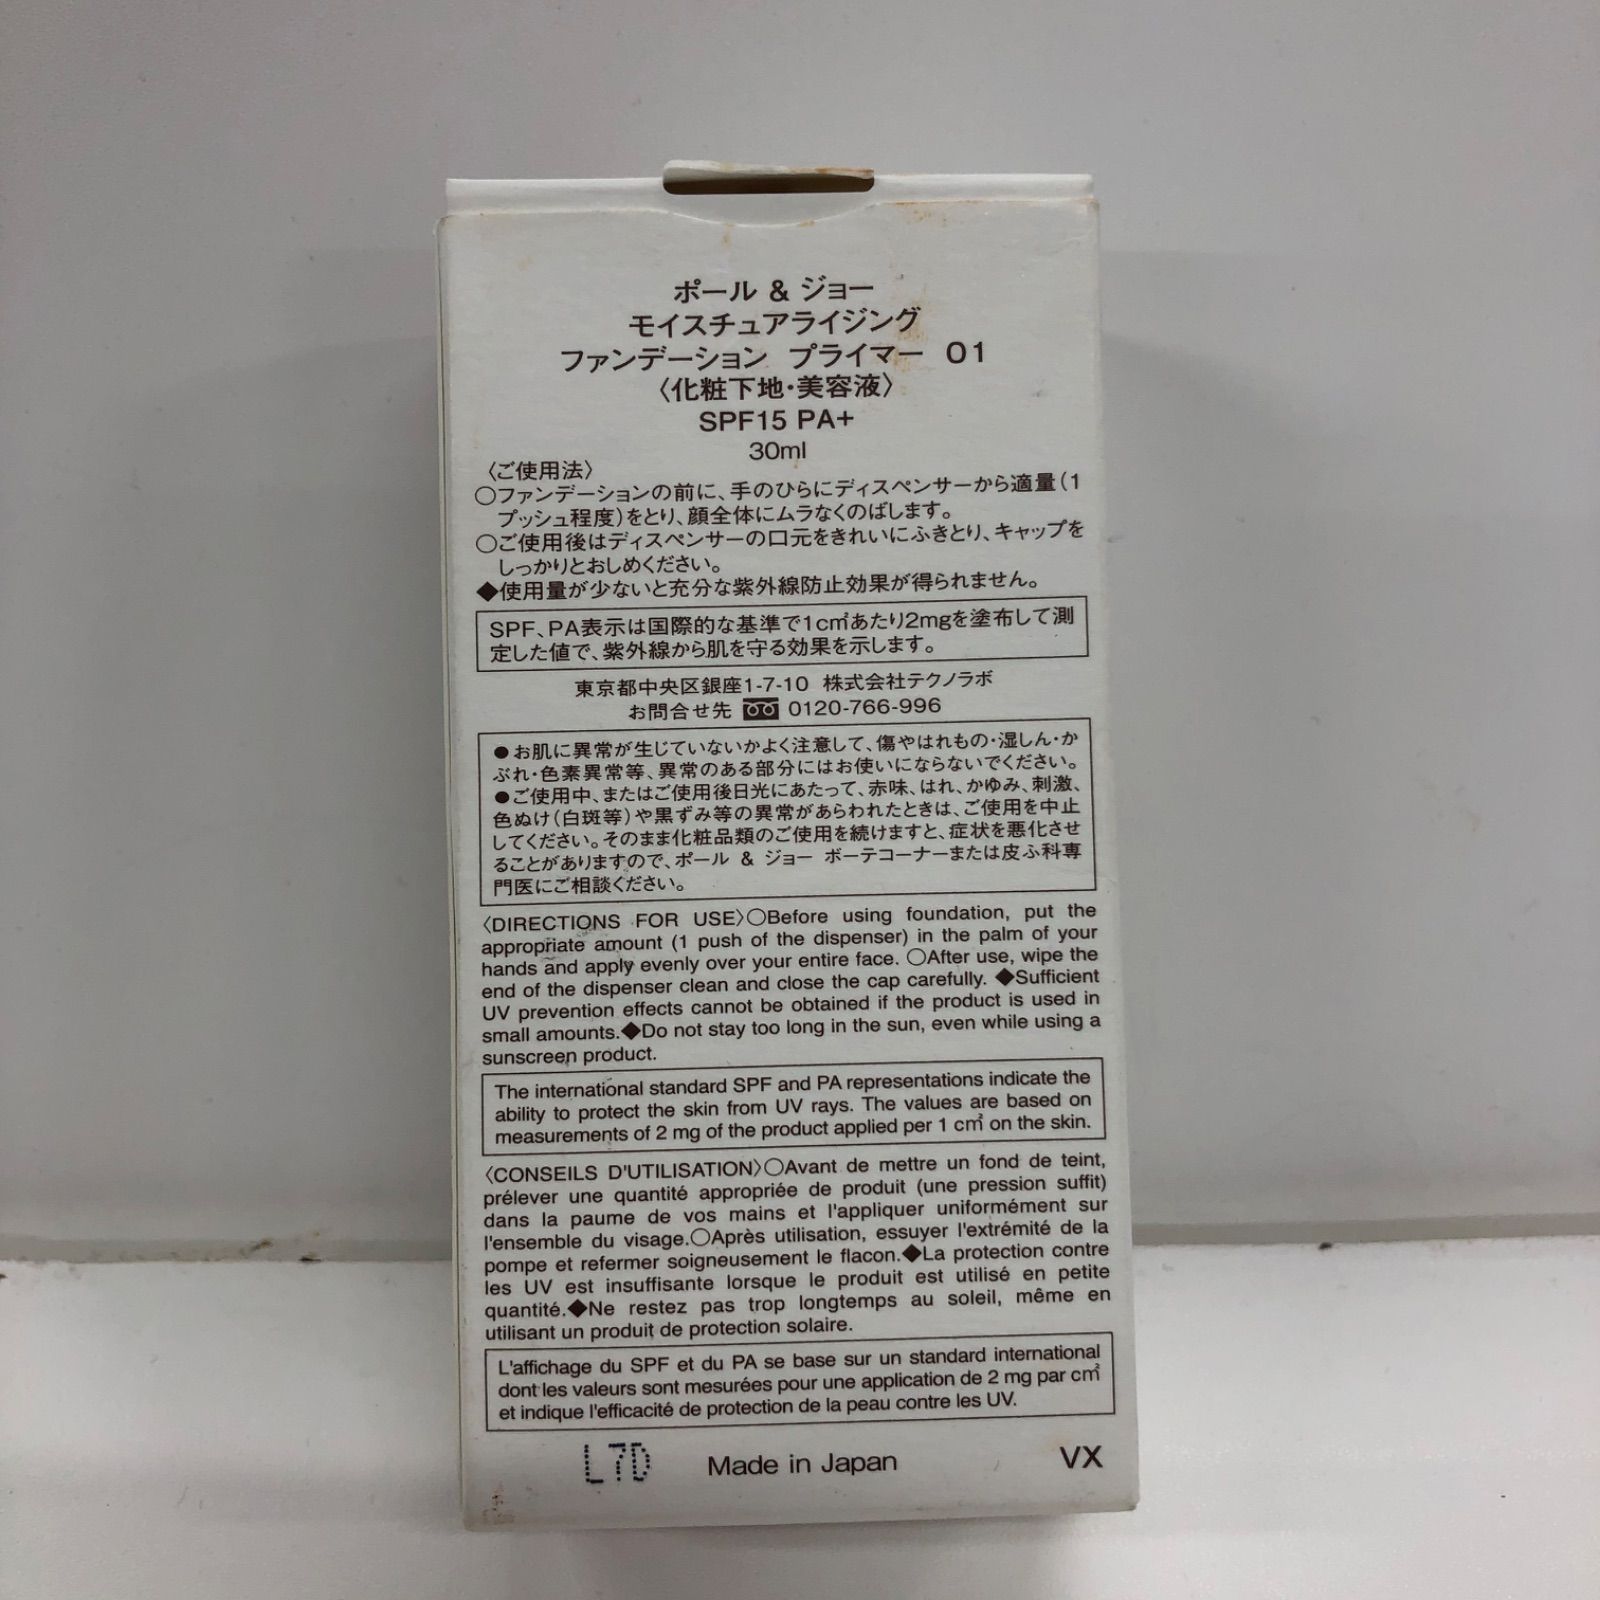 ポール & ジョー
モイスチュアライジング
ファンデーション プライマー 01
〈化粧下地・美容液〉
SPF15 PA+
30ml
〈ご使用法〉
○ファンデーションの前に、手のひらにディスペンサーから適量(1
プッシュ程度)をとり、顔全体にムラなくのばします。
○ご使用後はディスペンサーの口元をきれいにふきとり、キャップを
しっかりとおしめください。
◆使用量が少ないと充分な紫外線防止効果が得られません。
SPF、PA表示は国際的な基準で1c㎡あたり2mgを塗布して測
定した値で、紫外線から肌を守る効果を示します。
東京都中央区銀座1-7-10 株式会社テクノラボ
お問合せ先 0120-766-996
●お肌に異常が生じていないかよく注意して、傷やはれもの・湿しん・か
ぶれ・色素異常等、異常のある部分にはお使いにならないでください。
●ご使用中、またはご使用後日光にあたって、赤味、はれ、かゆみ、刺激、
色ぬけ(白斑等)や黒ずみ等の異常があらわれたときは、ご使用を中止
してください。そのまま化粧品類のご使用を続けますと、症状を悪化させ
ることがありますので、ポール & ジョー ボーテコーナーまたは皮ふ科専
門医にご相談ください。
〈DIRECTIONS FOR USE〉○Before using foundation, put the
appropriate amount (1 push of the dispenser) in the palm of your
hands and apply evenly over your entire face. ○After use, wipe the
end of the dispenser clean and close the cap carefully. ◆Sufficient
UV prevention effects cannot be obtained if the product is used in
small amounts.◆Do not stay too long in the sun, even while using a
sunscreen product.
The international standard SPF and PA representations indicate the
ability to protect the skin from UV rays. The values are based on
measurements of 2 mg of the product applied per 1 c㎡ on the skin.
〈CONSEILS D'UTILISATION〉○Avant de mettre un fond de teint,
prélever une quantité appropriée de produit (une pression suffit)
dans la paume de vos mains et l'appliquer uniformément sur
l'ensemble du visage.○Après utilisation, essuyer l'extrémité de la
pompe et refermer soigneusement le flacon.◆La protection contre
les UV est insuffisante lorsque le produit est utilisé en petite
quantité.◆Ne restez pas trop longtemps au soleil, même en
utilisant un produit de protection solaire.
L'affichage du SPF et du PA se base sur un standard international
dont les valeurs sont mesurées pour une application de 2 mg par c㎡
et indique l'efficacité de protection de la peau contre les UV.
L7D Made in Japan VX